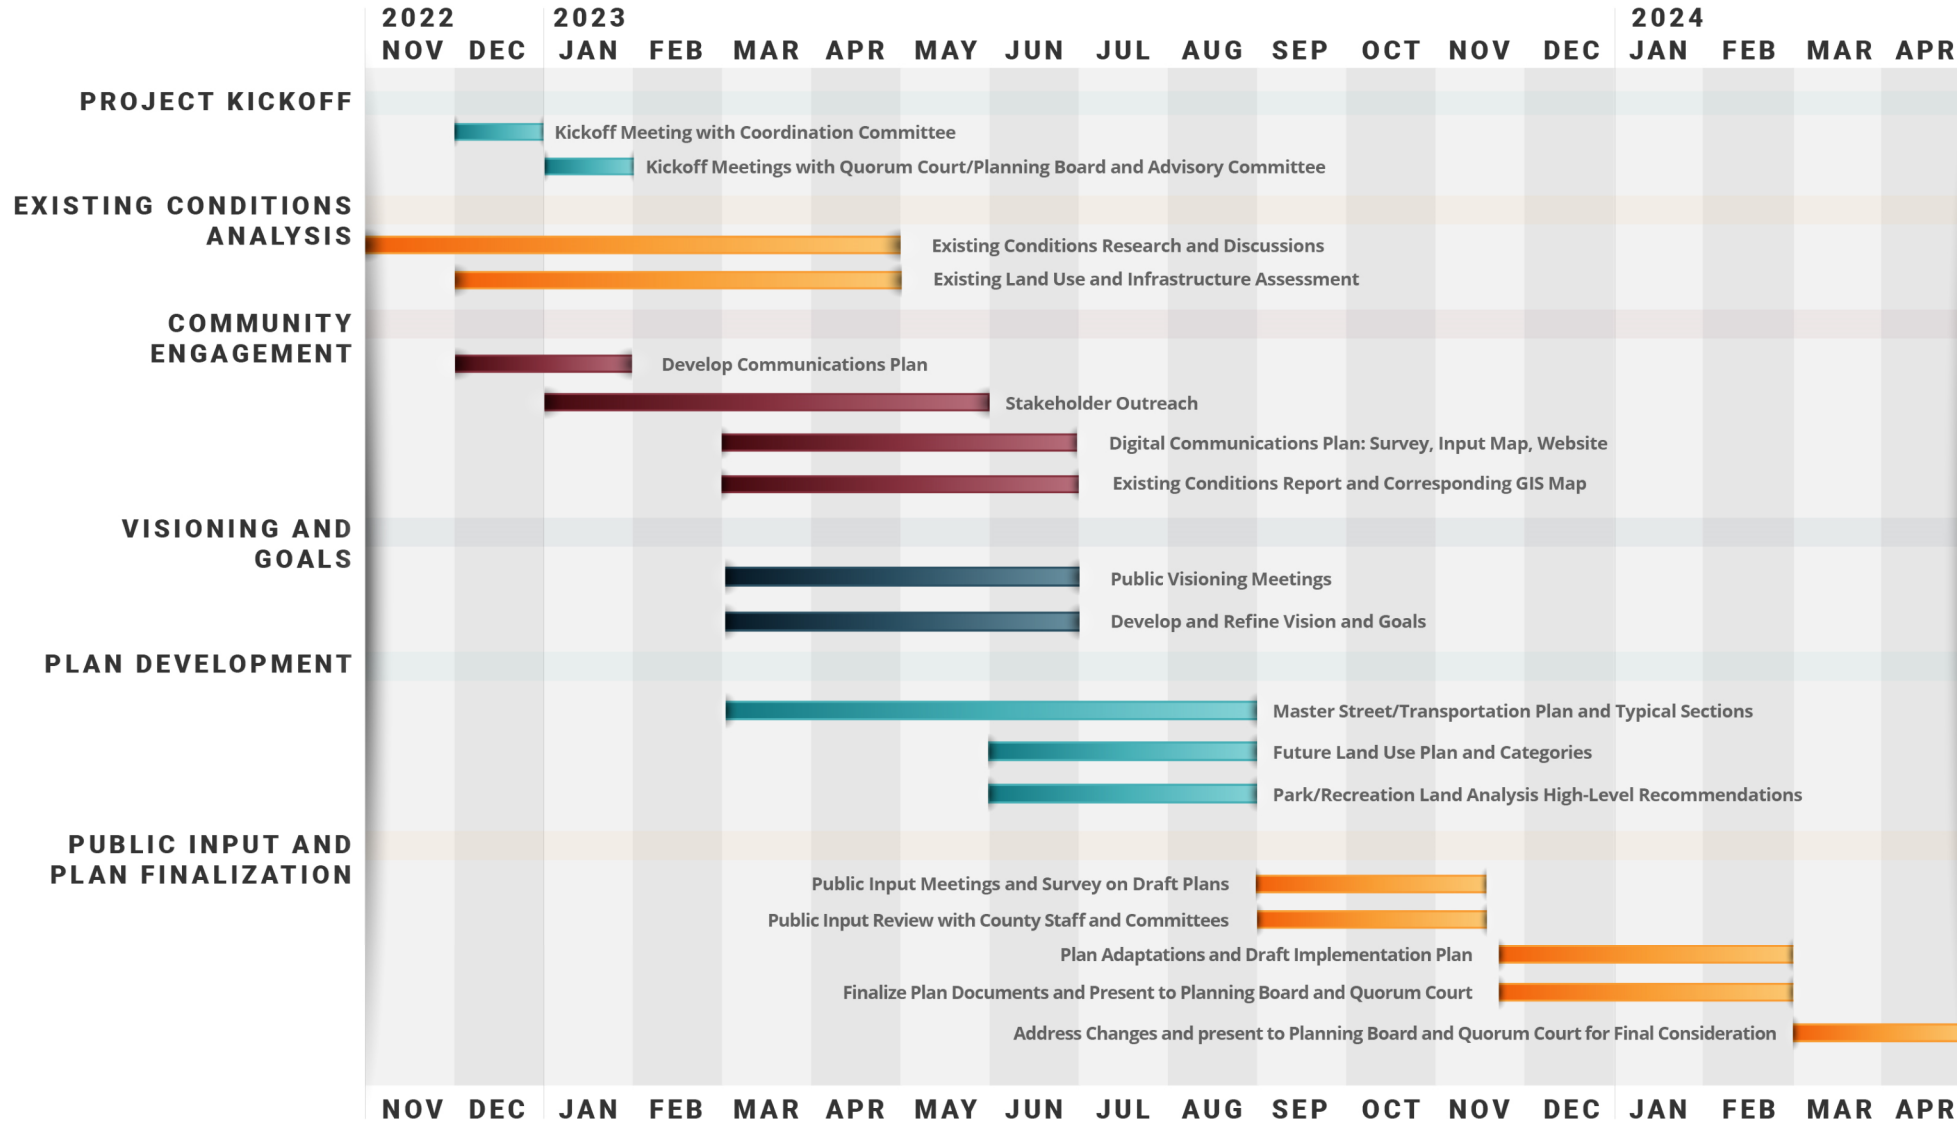 2022 2023 2024
NOV DEC JAN FEB MAR APR MAY JUN JUL AUG SEP OCT NOV DEC JAN FEB MAR APR
PROJECT KICKOFF
Kickoff Meeting with Coordination Committee
Kickoff Meetings with Quorum Court/Planning Board and Advisory Committee
EXISTING CONDITIONS
ANALYSIS
Existing Conditions Research and Discussions
Existing Land Use and Infrastructure Assessment
COMMUNITY
ENGAGEMENT
Develop Communications Plan
Stakeholder Outreach
Digital Communications Plan: Survey, Input Map, Website
Existing Conditions Report and Corresponding GIS Map
VISIONING AND
GOALS
Public Visioning Meetings
Develop and Refine Vision and Goals
PLAN DEVELOPMENT
Master Street/Transportation Plan and Typical Sections
Future Land Use Plan and Categories
Park/Recreation Land Analysis High-Level Recommendations
PUBLIC INPUT AND
PLAN FINALIZATION
Public Input Meetings and Survey on Draft Plans
Public Input Review with County Staff and Committees
Plan Adaptations and Draft Implementation Plan
Finalize Plan Documents and Present to Planning Board and Quorum Court
Address Changes and present to Planning Board and Quorum Court for Final Consideration
NOV DEC JAN FEB MAR APR MAY JUN JUL AUG SEP OCT NOV DEC JAN FEB MAR APR